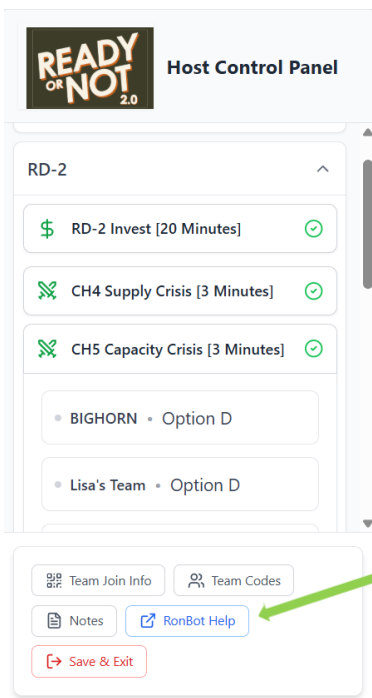 READY
OR NOT
2.0
Host Control Panel
RD-2
$ RD-2 Invest [20 Minutes]
CH4 Supply Crisis [3 Minutes]
CH5 Capacity Crisis [3 Minutes]
BIGHORN • Option D
Lisa's Team • Option D
Team Join Info
Team Codes
Notes
RonBot Help
Save & Exit